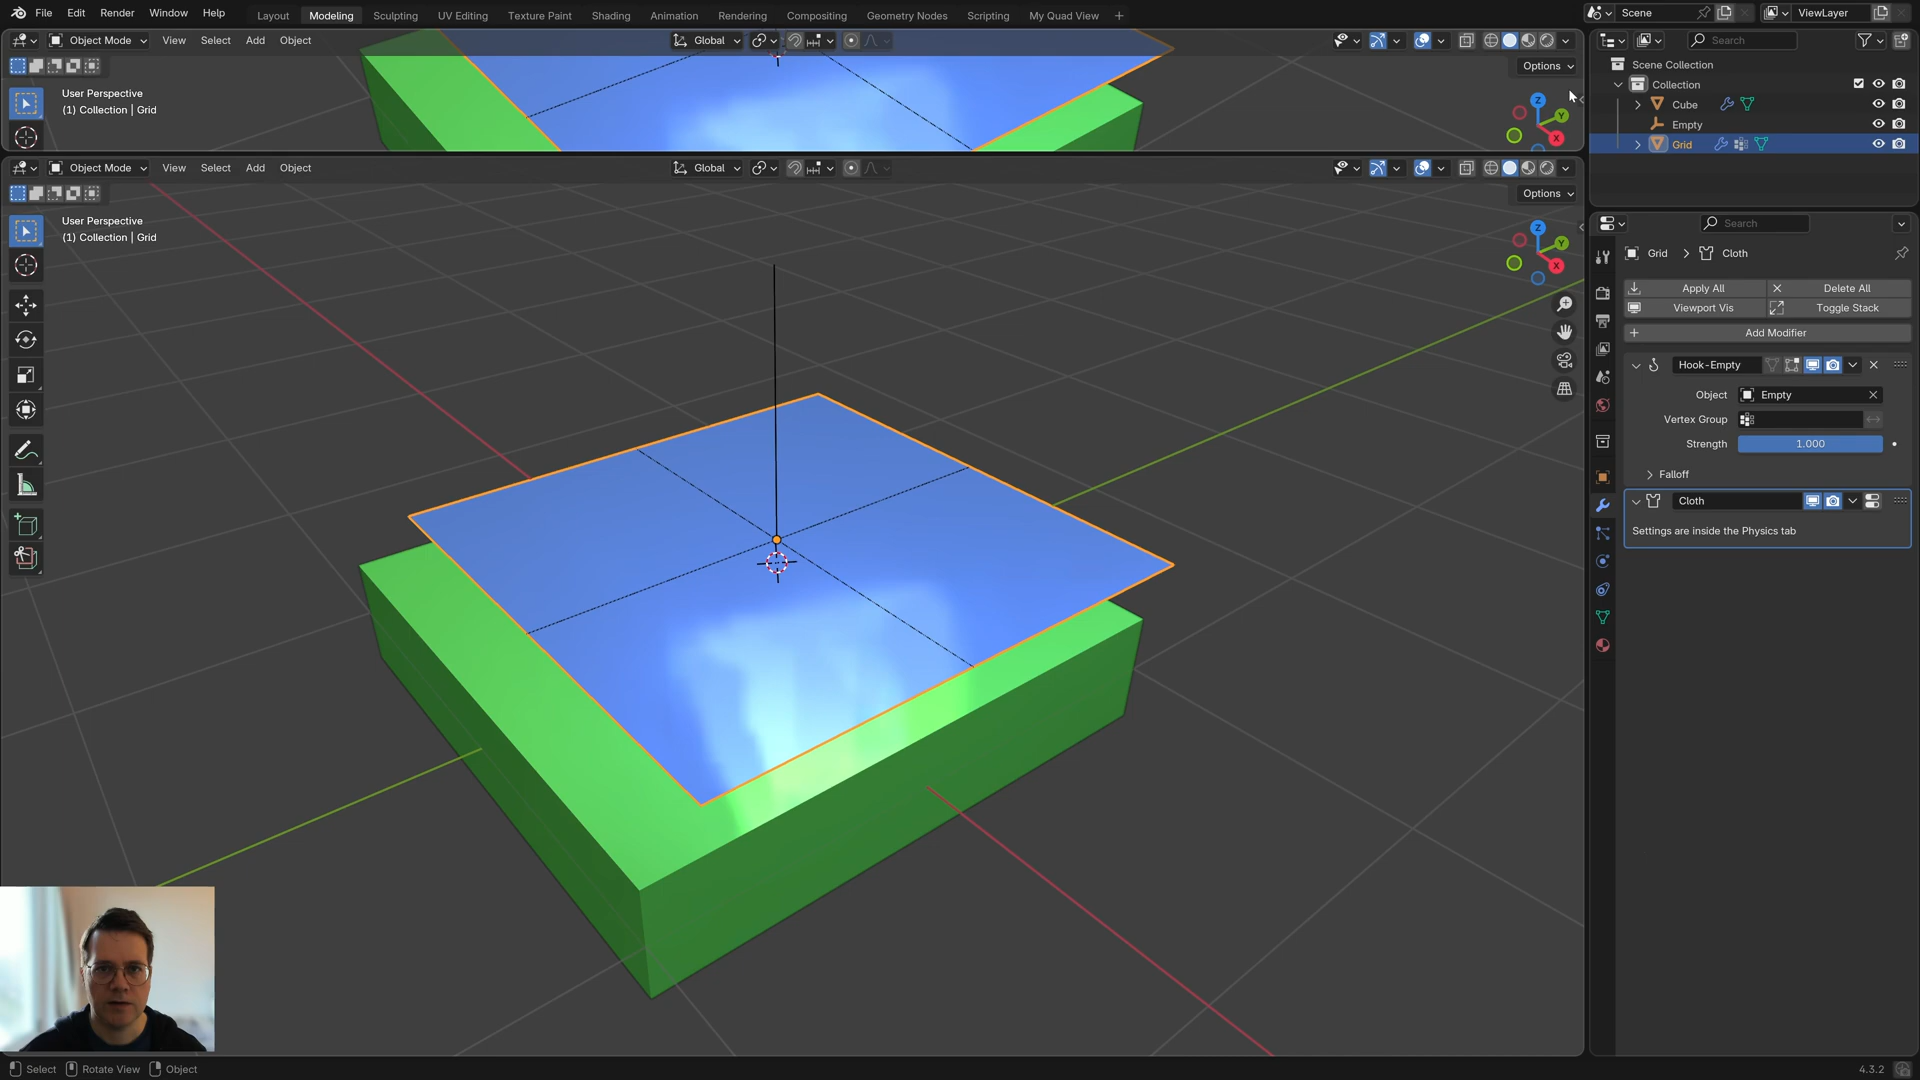 File Edit Render Window Help
Layout Modeling Sculpting UV Editing Texture Paint Shading Animation Rendering Compositing Geometry Nodes Scripting My Quad View +
Scene
ViewLayer
Object Mode View Select Add Object
Global
Options
User Perspective
(1) Collection | Grid
Z
Y
X
Object Mode View Select Add Object
Global
Options
User Perspective
(1) Collection | Grid
Z
Y
X
Search
Scene Collection
Collection
Cube
Empty
Grid
Search
Grid > Cloth
Apply All
Delete All
Viewport Vis
Toggle Stack
Add Modifier
Hook-Empty
Object Empty
Vertex Group
Strength 1.000
Falloff
Cloth
Settings are inside the Physics tab
Select Rotate View Object
4.3.2